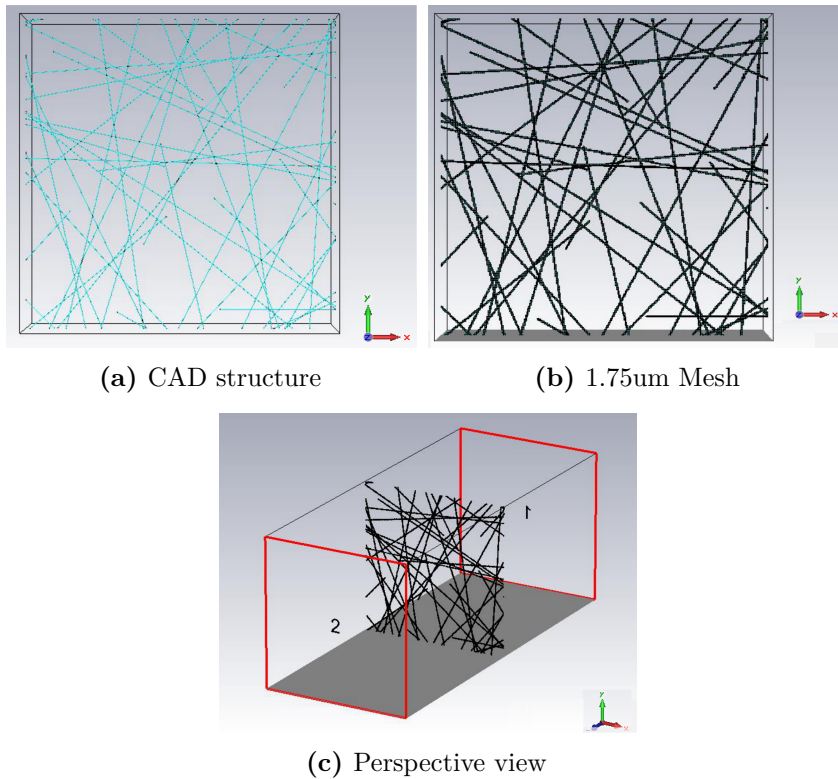 y
x
z
y
x
z
(a) CAD structure
(b) 1.75um Mesh
1
2
y
x
(c) Perspective view